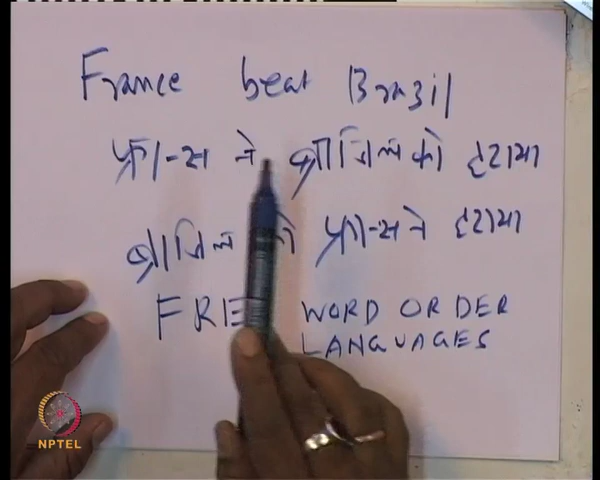 France beat Brazil
फ्रान्स ने ब्राजिल को हराया
ब्राजिल को फ्रान्स ने हराया
FREE WORD ORDER
LANGUAGES
NPTEL